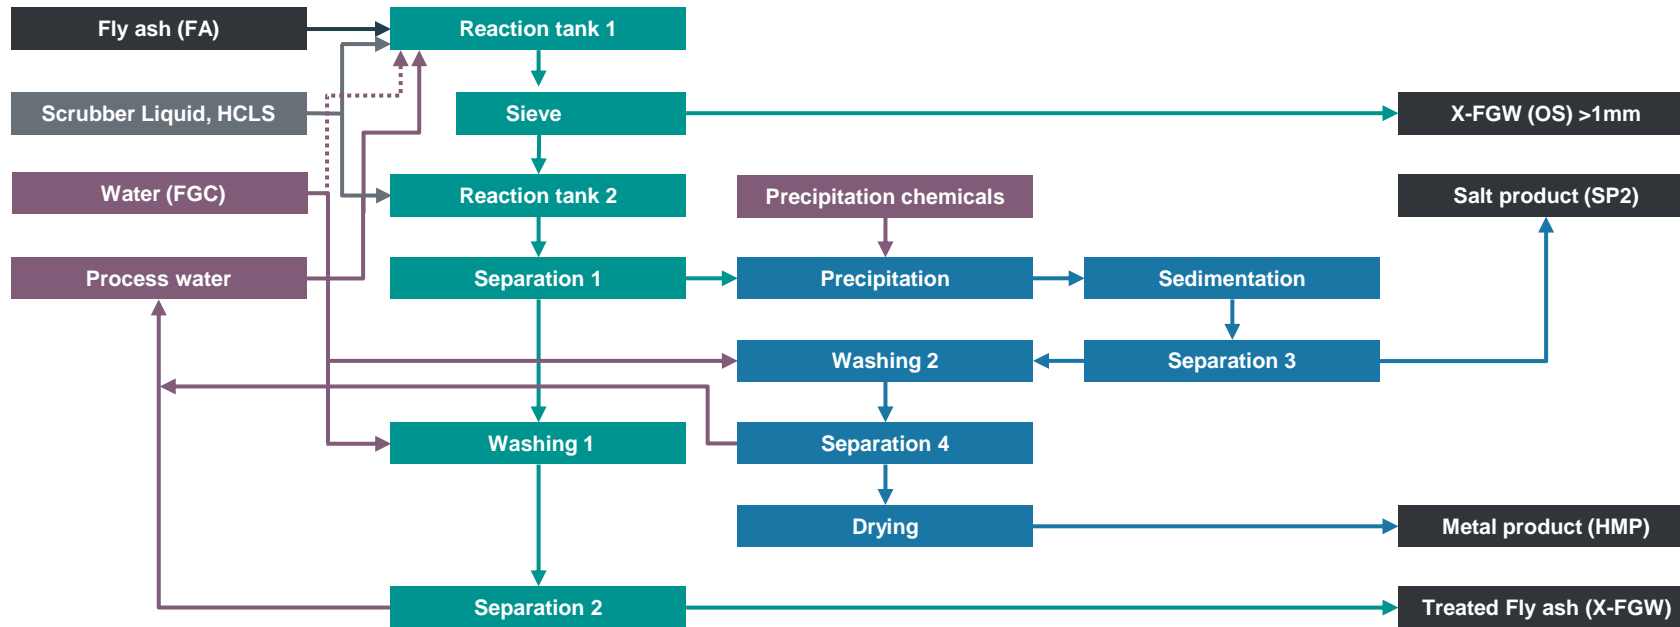 Fly ash (FA)
Reaction tank 1
Scrubber Liquid, HCLS
Sieve
X-FGW (OS) >1mm
Water (FGC)
Reaction tank 2
Precipitation chemicals
Salt product (SP2)
Process water
Separation 1
Precipitation
Sedimentation
Washing 2
Separation 3
Washing 1
Separation 4
Drying
Metal product (HMP)
Separation 2
Treated Fly ash (X-FGW)